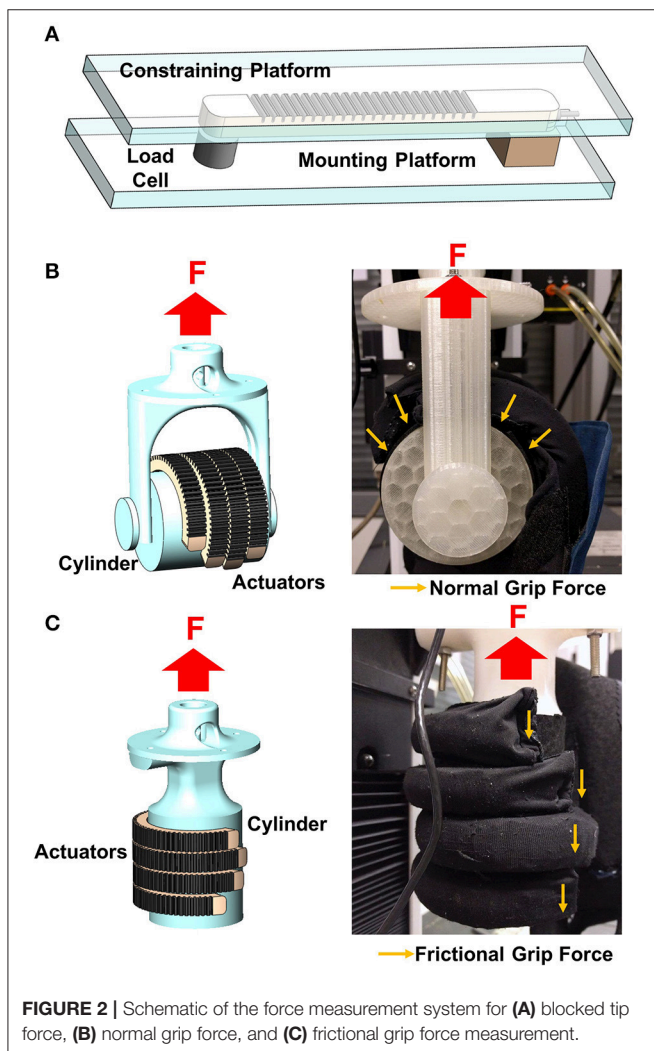 A
Constraining Platform
Load
Cell
Mounting Platform
B
F
F
Cylinder
Actuators
Normal Grip Force
C
F
F
Cylinder
Actuators
Frictional Grip Force
FIGURE 2 | Schematic of the force measurement system for (A) blocked tip
force, (B) normal grip force, and (C) frictional grip force measurement.